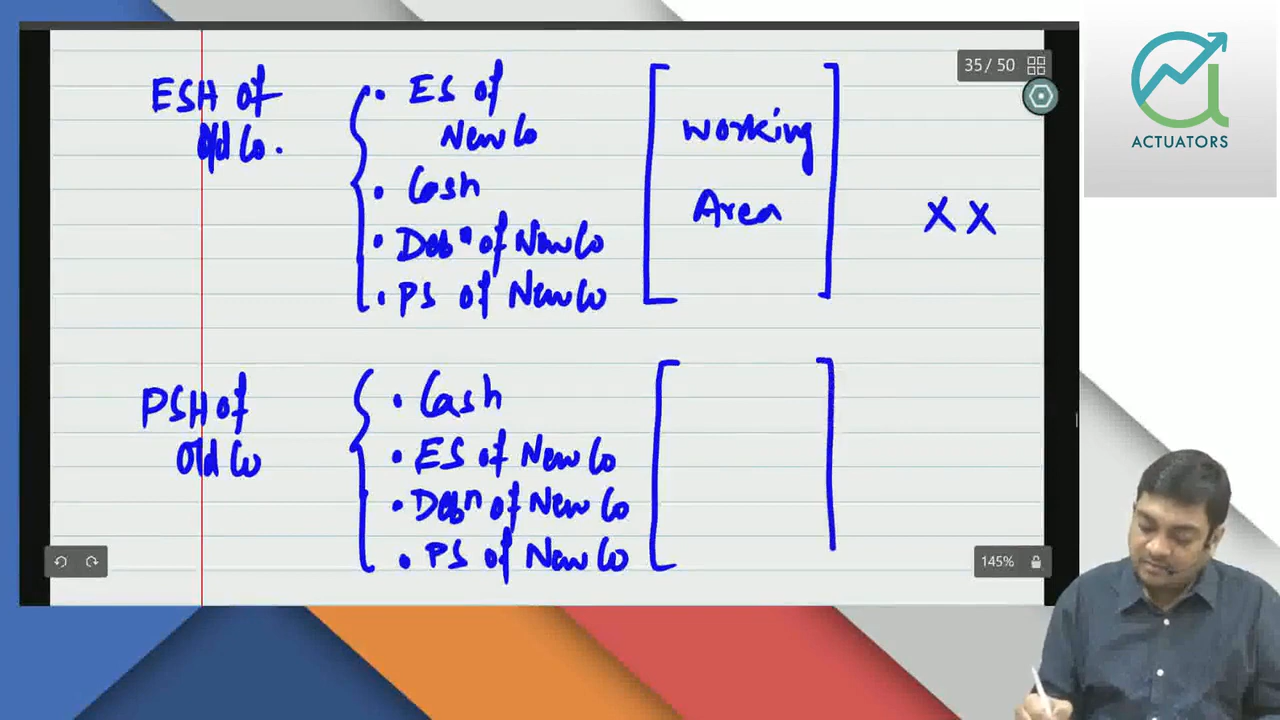 ESH of
Old Co.
• ES of
New Co
• Cash
• Debn of New Co
• PS of New Co
Working
Area
XX
35 / 50
ACTUATORS
PSH of
Old Co
• Cash
• ES of New Co
• Debn of New Co
• PS of New Co
145%